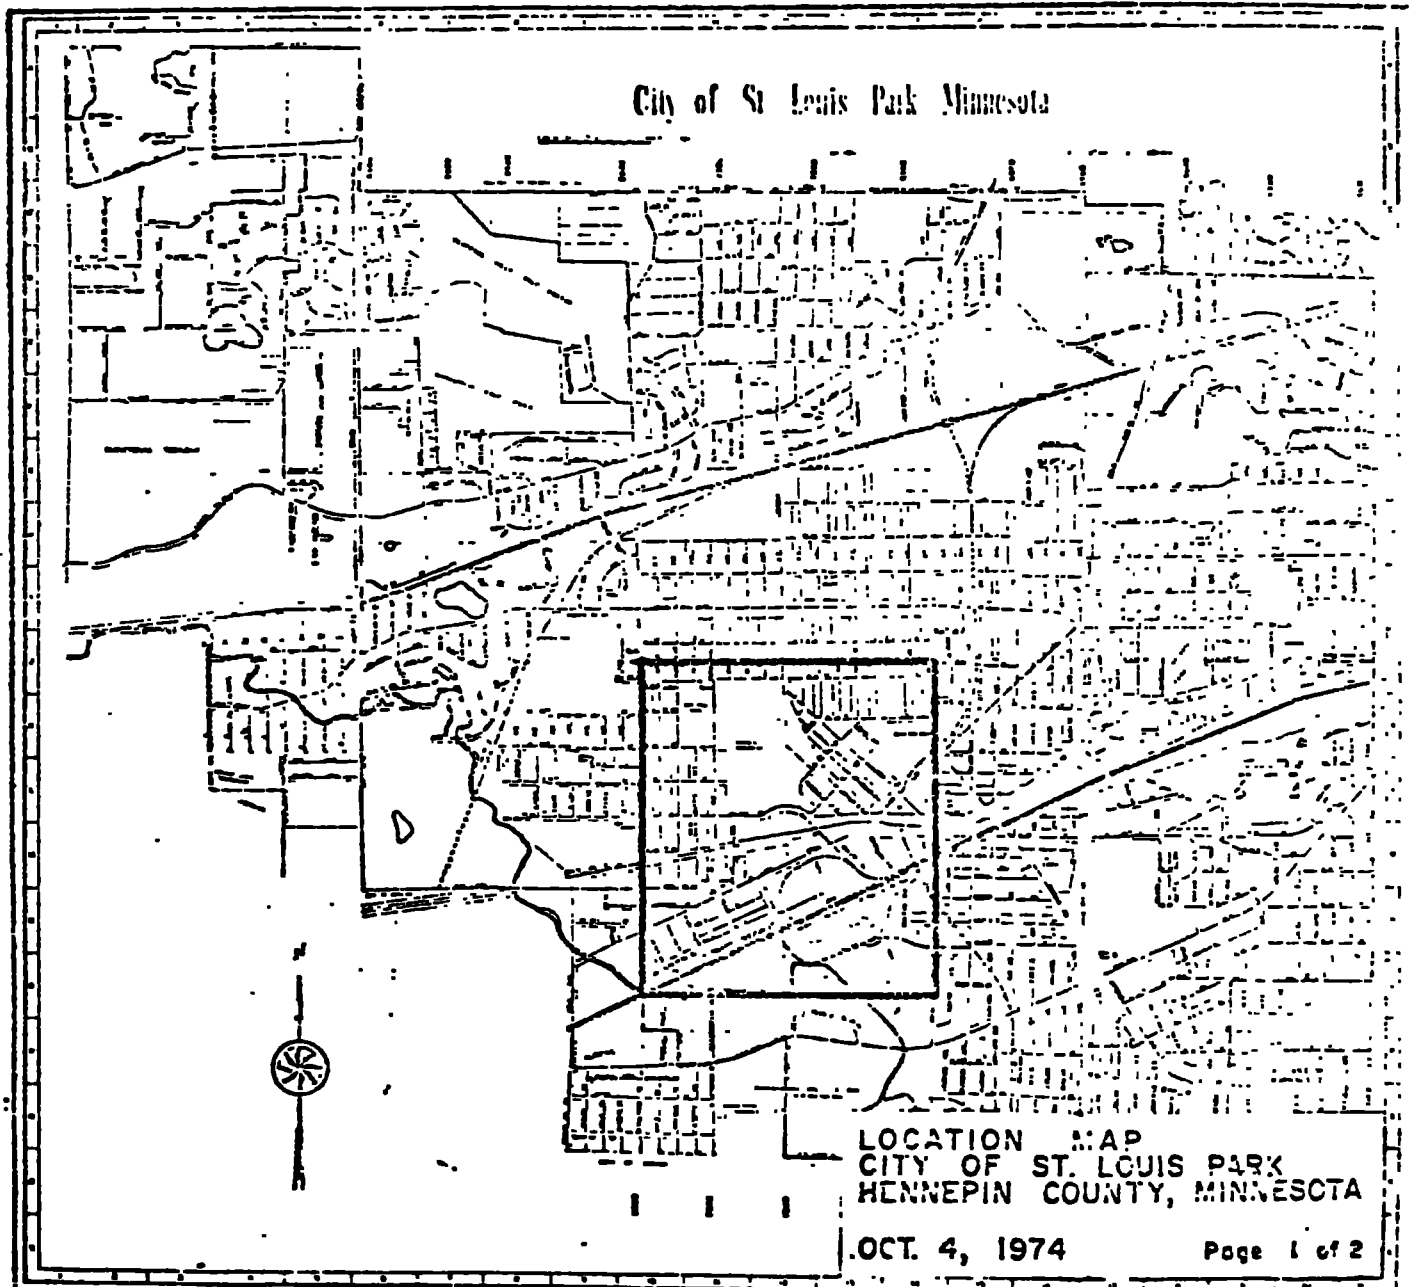 City of St Louis Park Minnesota
LOCATION MAP
CITY OF ST. LOUIS PARK
HENNEPIN COUNTY, MINNESOTA
OCT. 4, 1974
Page 1 of 2